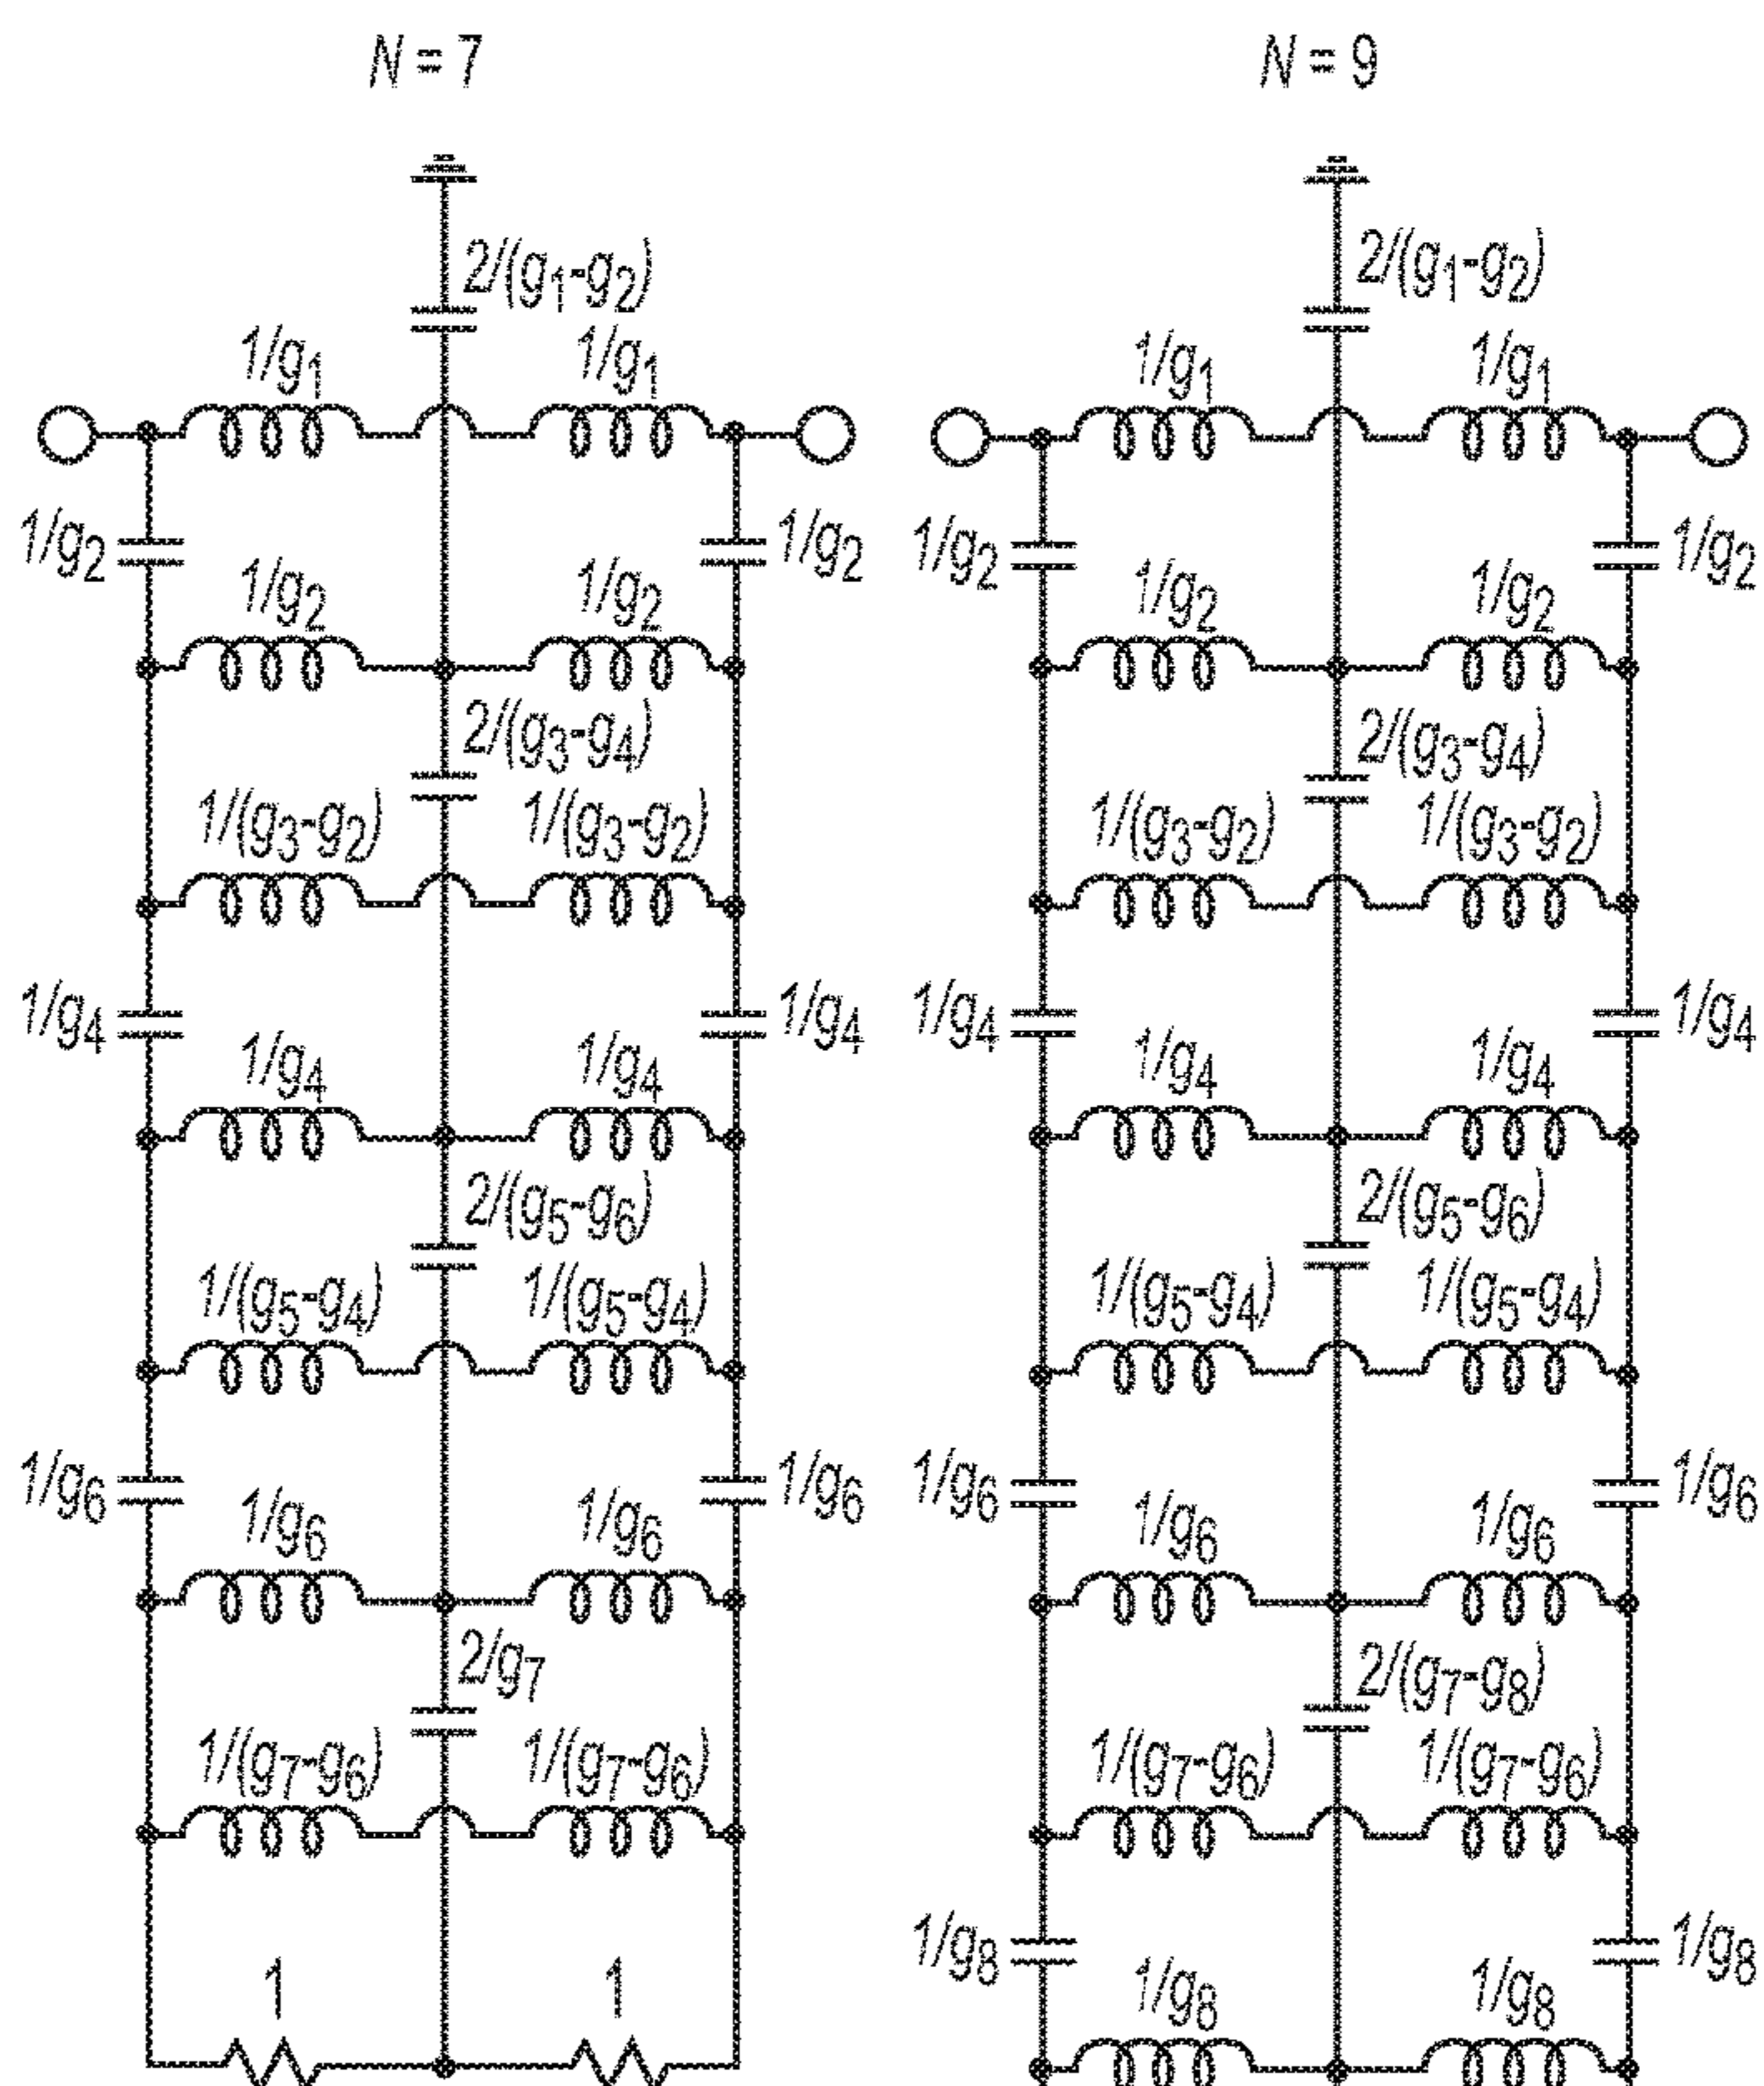 N = 7
2/(g1-g2)
1/g1
1/g1
1/g2
1/g2
1/g2
1/g2
2/(g3-g4)
1/(g3-g2)
1/(g3-g2)
1/g4
1/g4
1/g4
1/g4
2/(g5-g6)
1/(g5-g4)
1/(g5-g4)
1/g6
1/g6
1/g6
1/g6
2/g7
1/(g7-g6)
1/(g7-g6)
1
1
N = 9
2/(g1-g2)
1/g1
1/g1
1/g2
1/g2
1/g2
1/g2
2/(g3-g4)
1/(g3-g2)
1/(g3-g2)
1/g4
1/g4
1/g4
1/g4
2/(g5-g6)
1/(g5-g4)
1/(g5-g4)
1/g6
1/g6
1/g6
1/g6
2/(g7-g8)
1/(g7-g6)
1/(g7-g6)
1/g8
1/g8
1/g8
1/g8